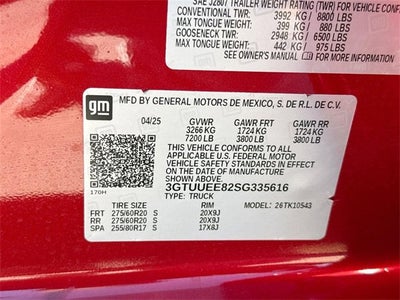 SAE J2807 TRAILER WEIGHT RATING (TWR) FOR VEHICLE CONF
CONVENTIONAL TWR: 3992 KG / 8800 LBS
MAX TONGUE WEIGHT: 399 KG / 880 LBS
GOOSENECK TWR: 2948 KG / 6500 LBS
MAX TONGUE WEIGHT: 442 KG / 975 LBS
SEE OWNER'S MANUAL FOR ADDITIONAL INFORMATION
gm
MFD BY GENERAL MOTORS DE MEXICO, S. DE R.L. DE C.V.
04/25 GVWR GAWR FRT GAWR RR
3266 KG 1724 KG 1724 KG
7200 LB 3800 LB 3800 LB
THIS VEHICLE CONFORMS TO ALL APPLICABLE
U.S. FEDERAL MOTOR VEHICLE SAFETY STANDARDS
IN EFFECT ON THE DATE OF MANUFACTURE SHOWN ABOVE.
3GTUUEE82SG335616
TYPE: TRUCK
170H
TIRE SIZE RIM MODEL: 26TK10543
FRT 275/60R20 S 20X9J
RR 275/60R20 S 20X9J
SPA 255/80R17 S 17X8J